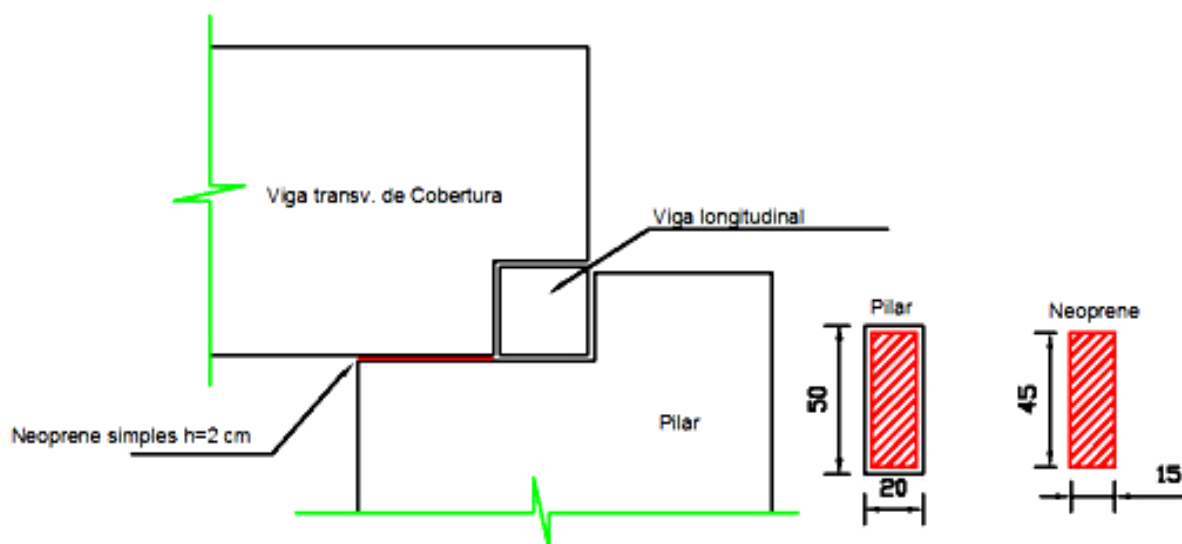 Viga transv. de Cobertura
Viga longitudinal
Pilar
Neoprene
50
45
Pilar
Neoprene simples h=2 cm
20
15